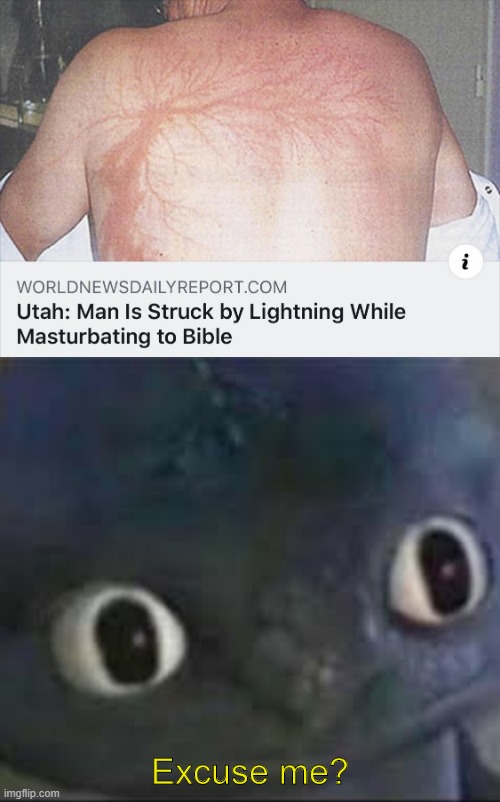 i
WORLDNEWSDAILYREPORT.COM
Utah: Man Is Struck by Lightning While
Masturbating to Bible
Excuse me?
imgflip.com